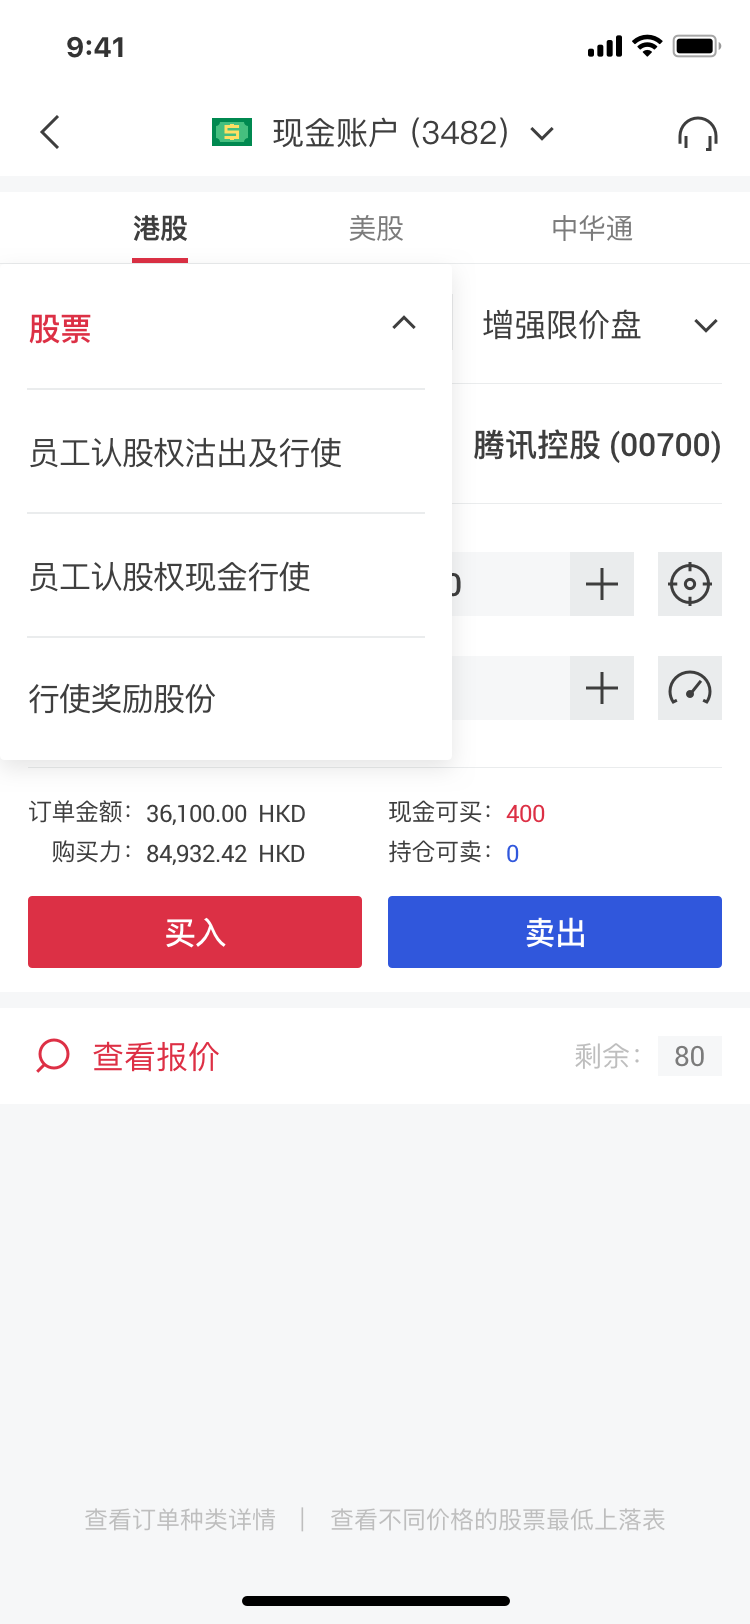 9:41
现金账户 (3482)
港股 美股 中华通
股票 增强限价盘
员工认股权沽出及行使 腾讯控股 (00700)
员工认股权现金行使
行使奖励股份
订单金额： 36,100.00 HKD 现金可买： 400
购买力： 84,932.42 HKD 持仓可卖： 0
买入 卖出
查看报价 剩余： 80
查看订单种类详情 | 查看不同价格的股票最低上落表